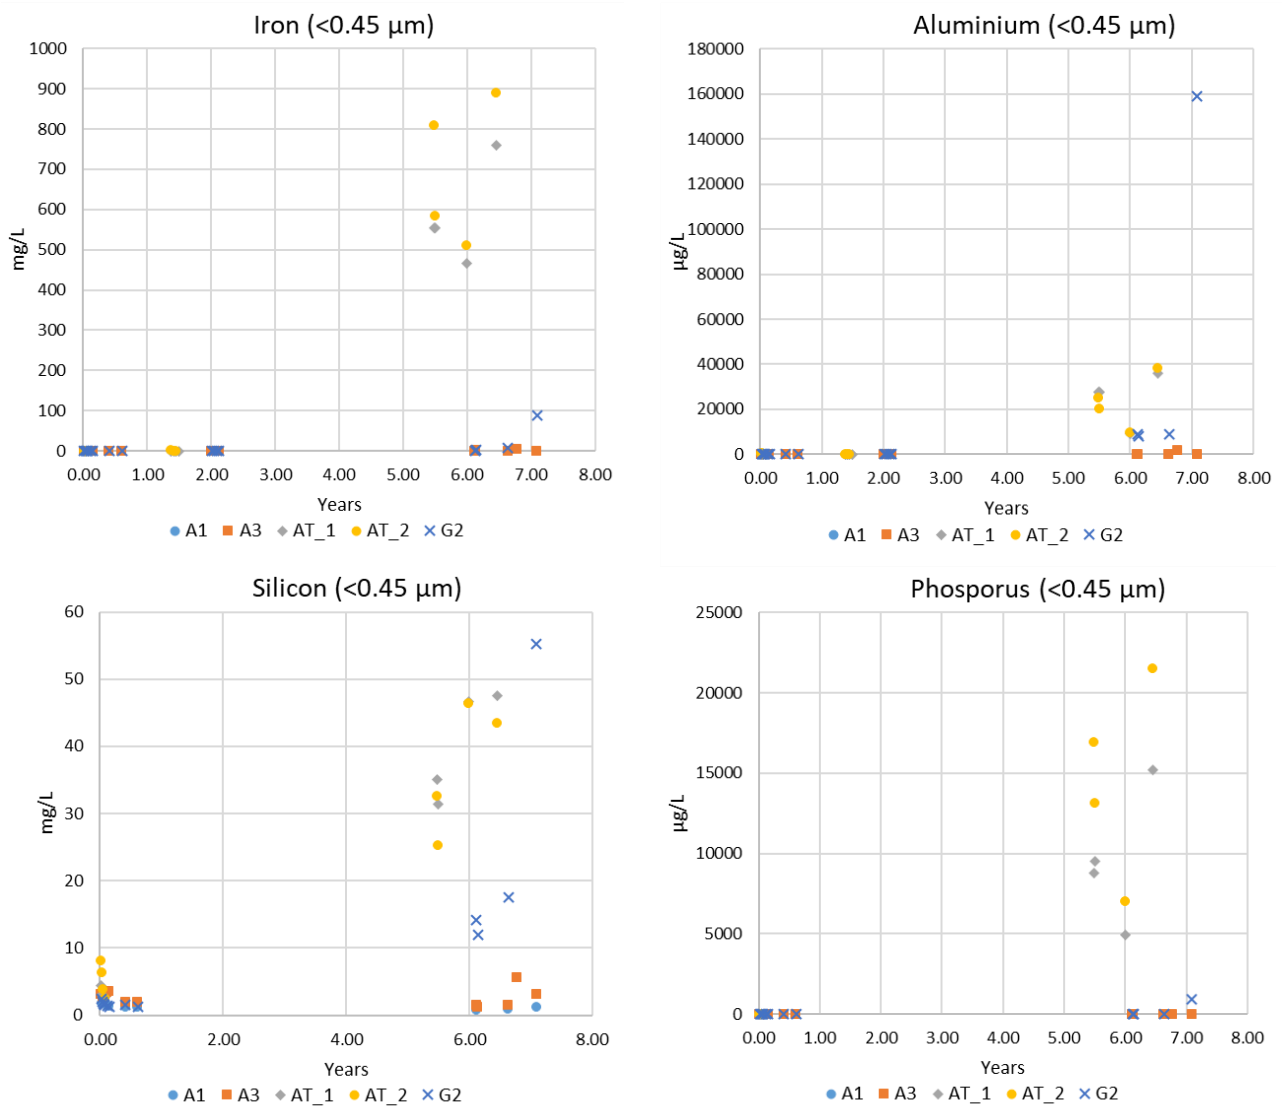 Iron (<0.45 µm)
1000
900
800
700
600
500
400
300
200
100
0
mg/L
0.00 1.00 2.00 3.00 4.00 5.00 6.00 7.00 8.00
Years
A1 A3 AT_1 AT_2 G2
Aluminium (<0.45 µm)
180000
160000
140000
120000
100000
80000
60000
40000
20000
0
µg/L
0.00 1.00 2.00 3.00 4.00 5.00 6.00 7.00 8.00
Years
A1 A3 AT_1 AT_2 G2
Silicon (<0.45 µm)
60
50
40
30
20
10
0
mg/L
0.00 2.00 4.00 6.00 8.00
Years
A1 A3 AT_1 AT_2 G2
Phosporus (<0.45 µm)
25000
20000
15000
10000
5000
0
µg/L
0.00 1.00 2.00 3.00 4.00 5.00 6.00 7.00 8.00
Years
A1 A3 AT_1 AT_2 G2